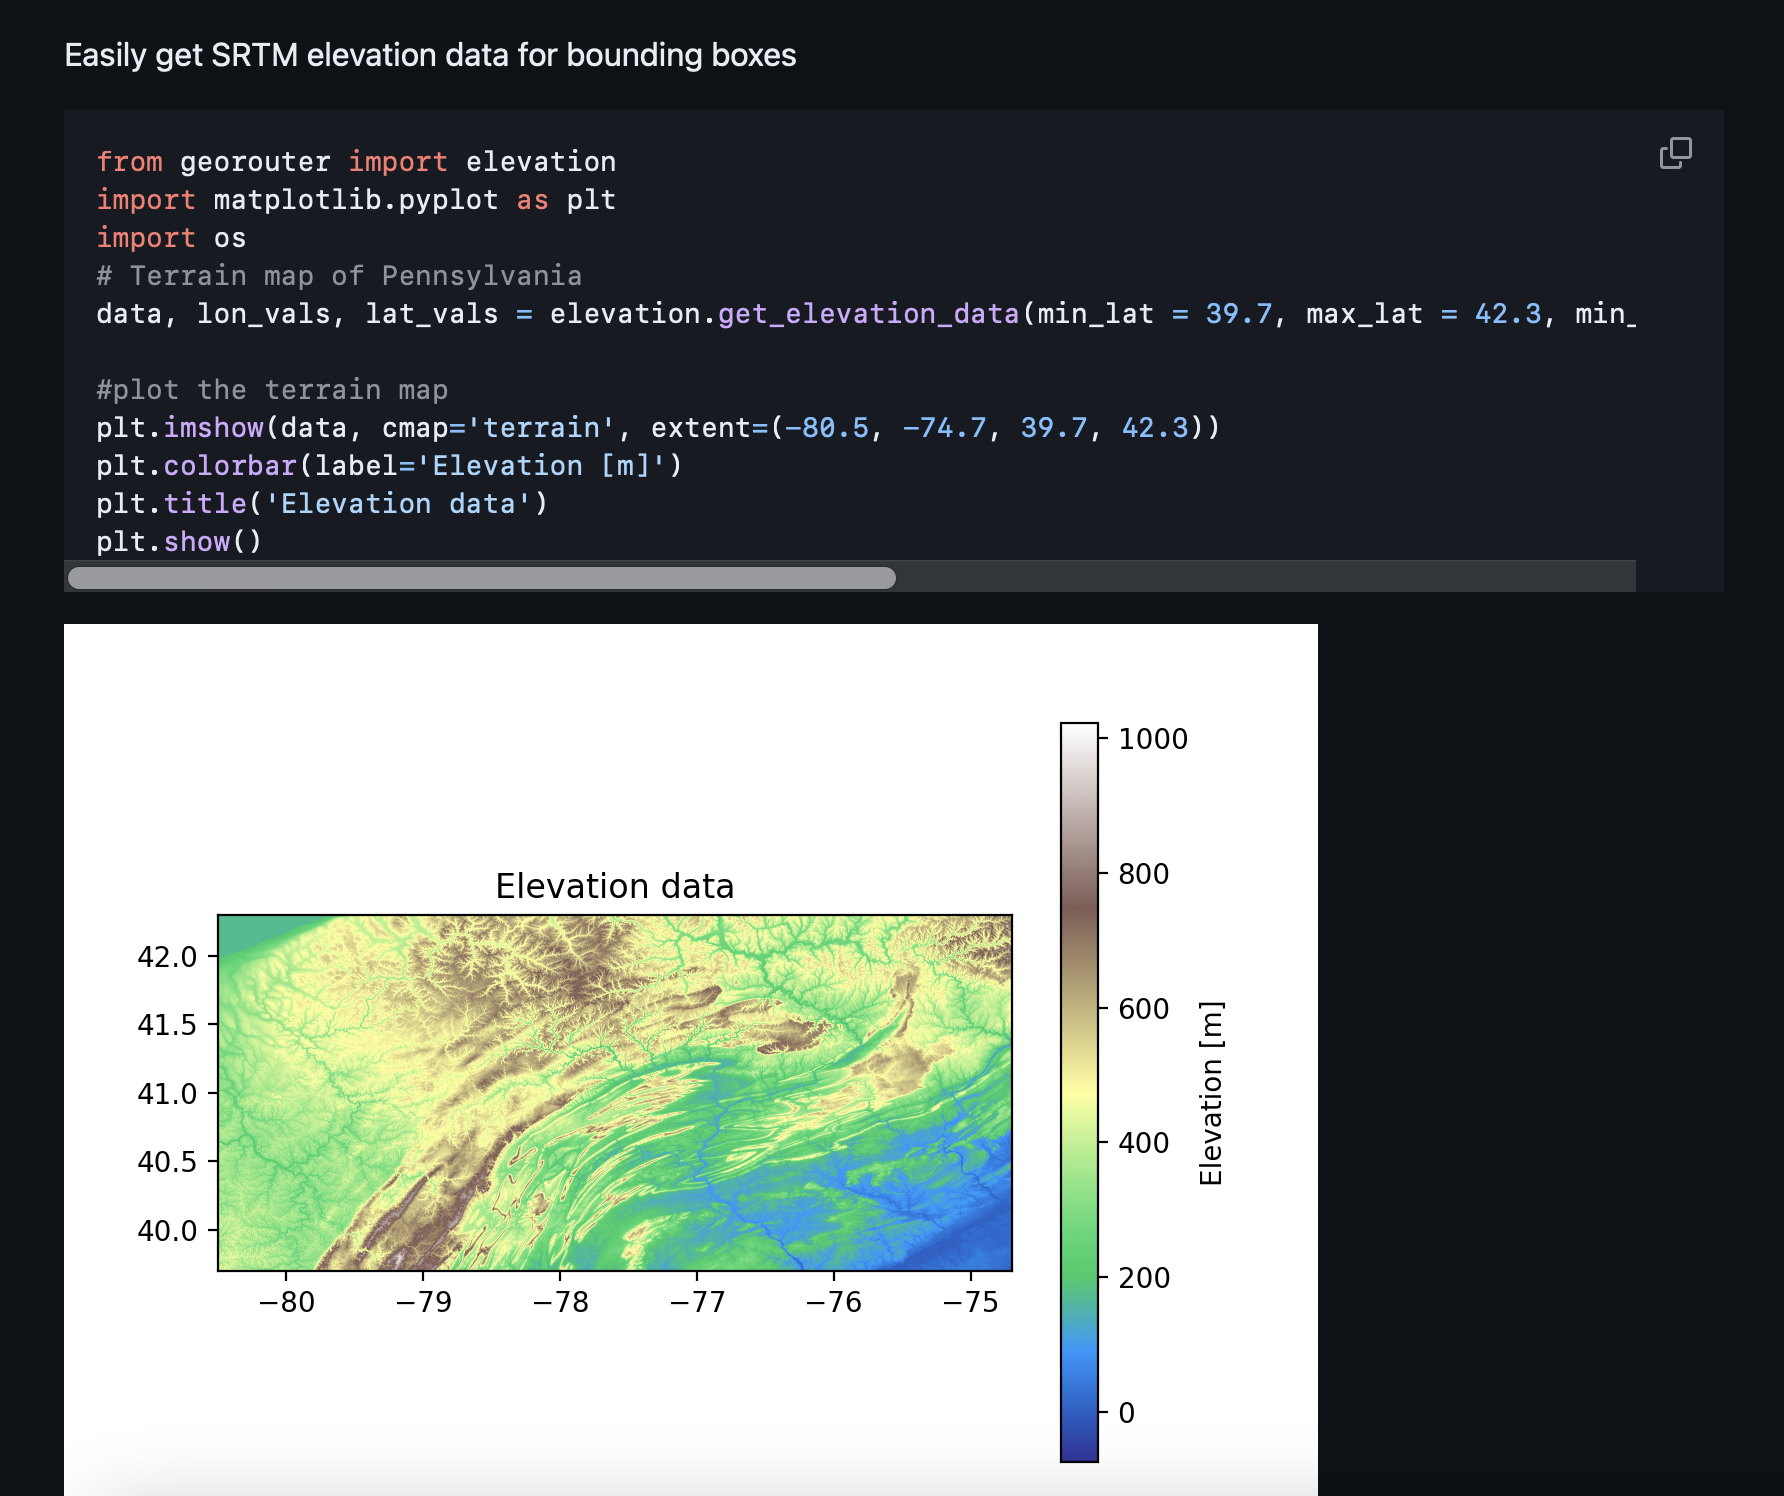 Easily get SRTM elevation data for bounding boxes
from georouter import elevation
import matplotlib.pyplot as plt
import os
# Terrain map of Pennsylvania
data, lon_vals, lat_vals = elevation.get_elevation_data(min_lat = 39.7, max_lat = 42.3, min_
#plot the terrain map
plt.imshow(data, cmap='terrain', extent=(-80.5, -74.7, 39.7, 42.3))
plt.colorbar(label='Elevation [m]')
plt.title('Elevation data')
plt.show()
Elevation data
42.0
41.5
41.0
40.5
40.0
−80 −79 −78 −77 −76 −75
1000
800
600
400
200
0
Elevation [m]